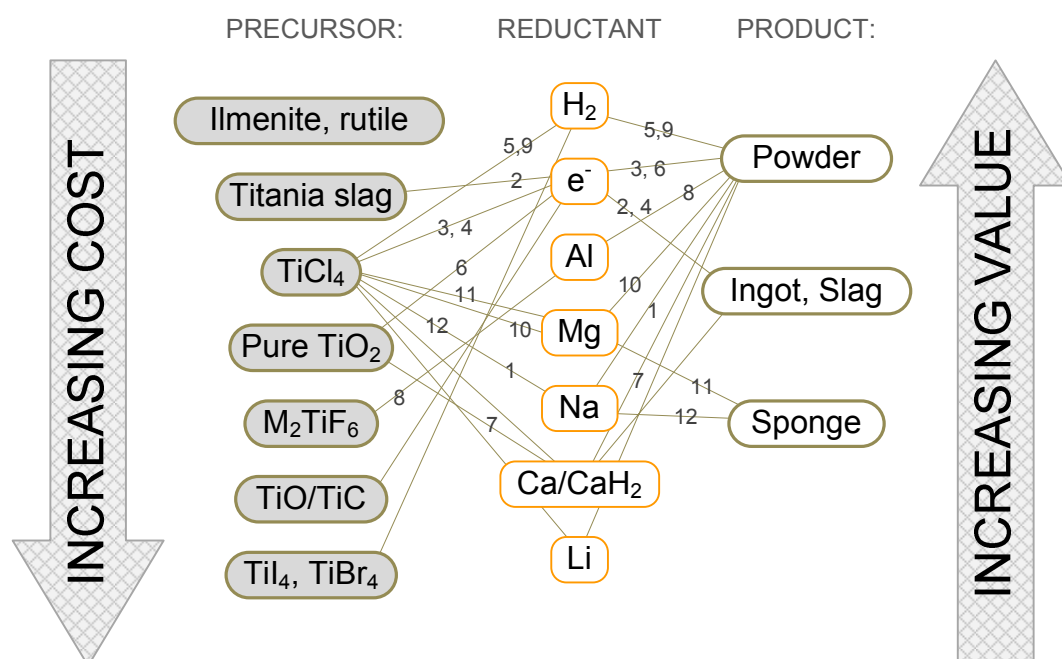 PRECURSOR: REDUCTANT PRODUCT:
INCREASING COST
INCREASING VALUE
Ilmenite, rutile
Titania slag
TiCl₄
Pure TiO₂
M₂TiF₆
TiO/TiC
TiI₄, TiBr₄
H₂
e⁻
Al
Mg
Na
Ca/CaH₂
Li
Powder
Ingot, Slag
Sponge
5,9
2
3, 4
6
11
12
10
1
8
7
5,9
3, 6
8
2, 4
10
1
7
11
12